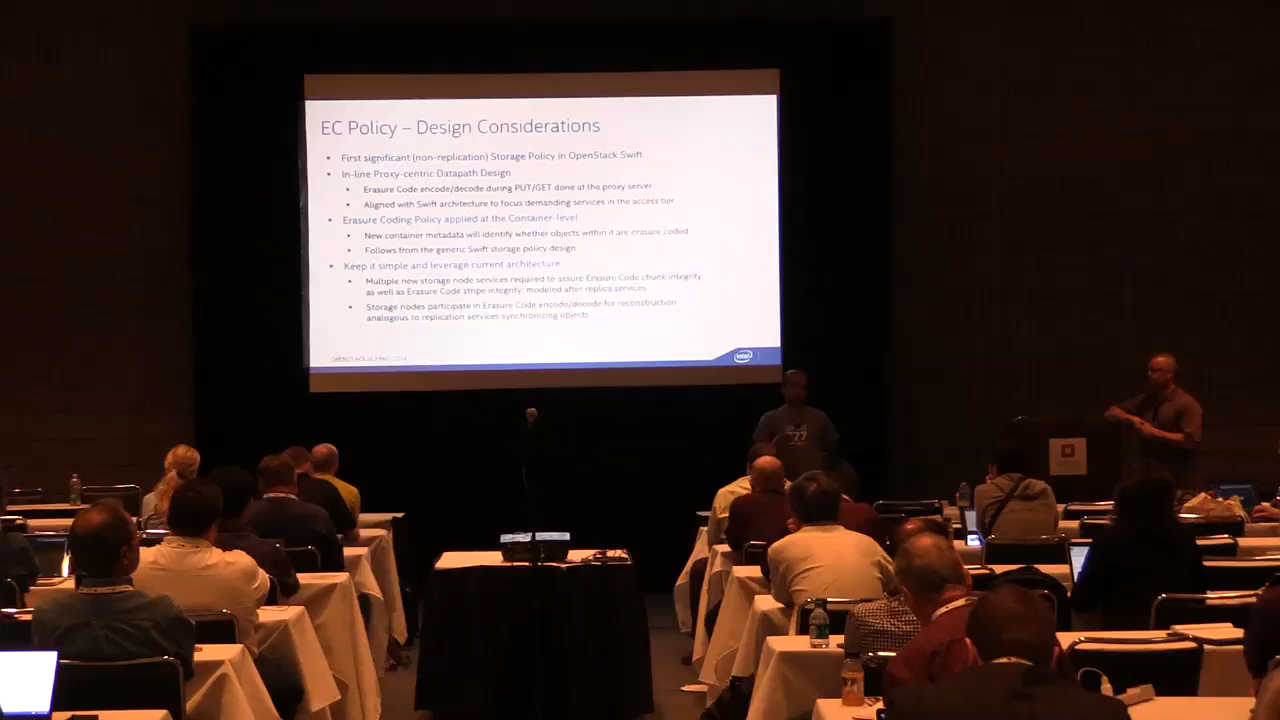 EC Policy – Design Considerations
First significant (non-replication) Storage Policy in OpenStack Swift
In-line Proxy-centric Datapath Design
Erasure Code encode/decode during PUT/GET done at the proxy server
Aligned with Swift architecture to focus demanding services in the access tier
Erasure Coding Policy applied at the Container-level
New container metadata will identify whether objects within it are erasure coded
Follows from the generic Swift storage policy design
Keep it simple and leverage current architecture
Multiple new storage node services required to assure Erasure Code chunk integrity
as well as Erasure Code stripe integrity; modeled after replica services
Storage nodes participate in Erasure Code encode/decode for reconstruction
analogous to replication services synchronizing objects
intel